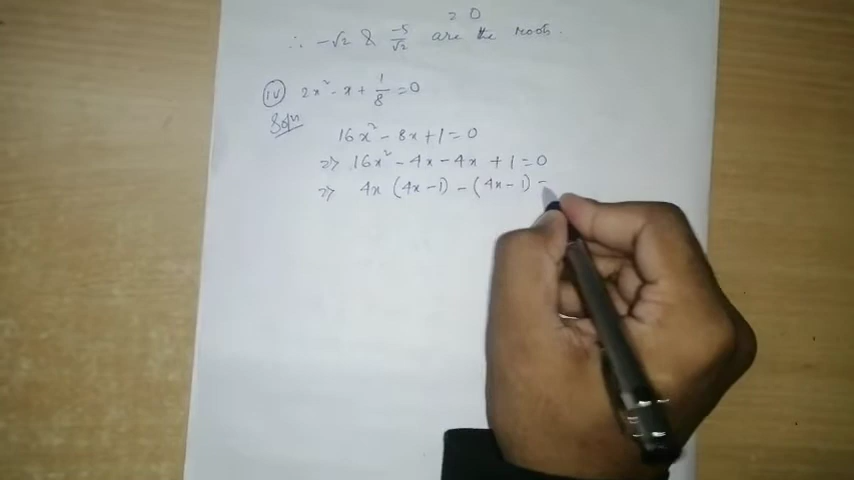 = 0
∴ -√2 & -5/√2 are the roots.
(iv) 2x² - x + 1/8 = 0
Solⁿ
16x² - 8x + 1 = 0
=> 16x² - 4x - 4x + 1 = 0
=> 4x (4x - 1) - (4x - 1) =